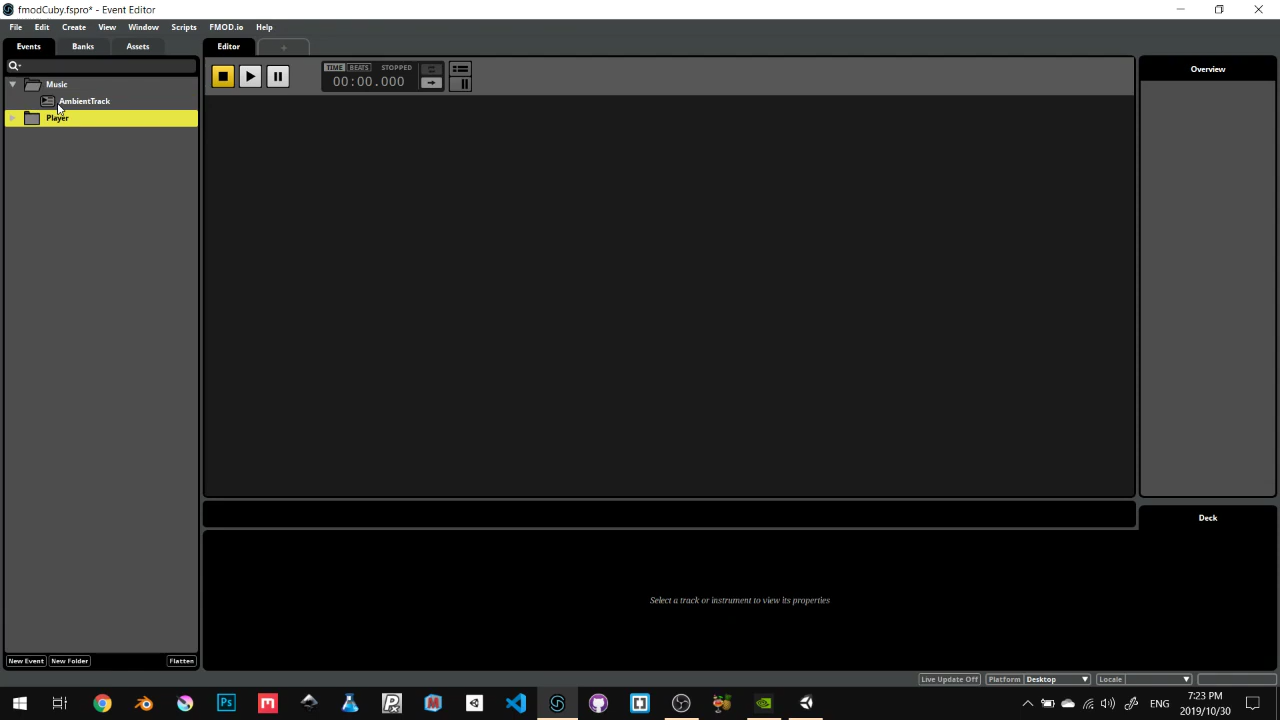 fmodCuby.fspro* - Event Editor
File Edit Create View Window Scripts FMOD.io Help
Events Banks Assets Editor +
TIME BEATS STOPPED
00:00.000
Overview
Music
AmbientTrack
Player
Deck
Select a track or instrument to view its properties
New Event New Folder Flatten
Live Update Off Platform Desktop Locale
7:23 PM
ENG
2019/10/30